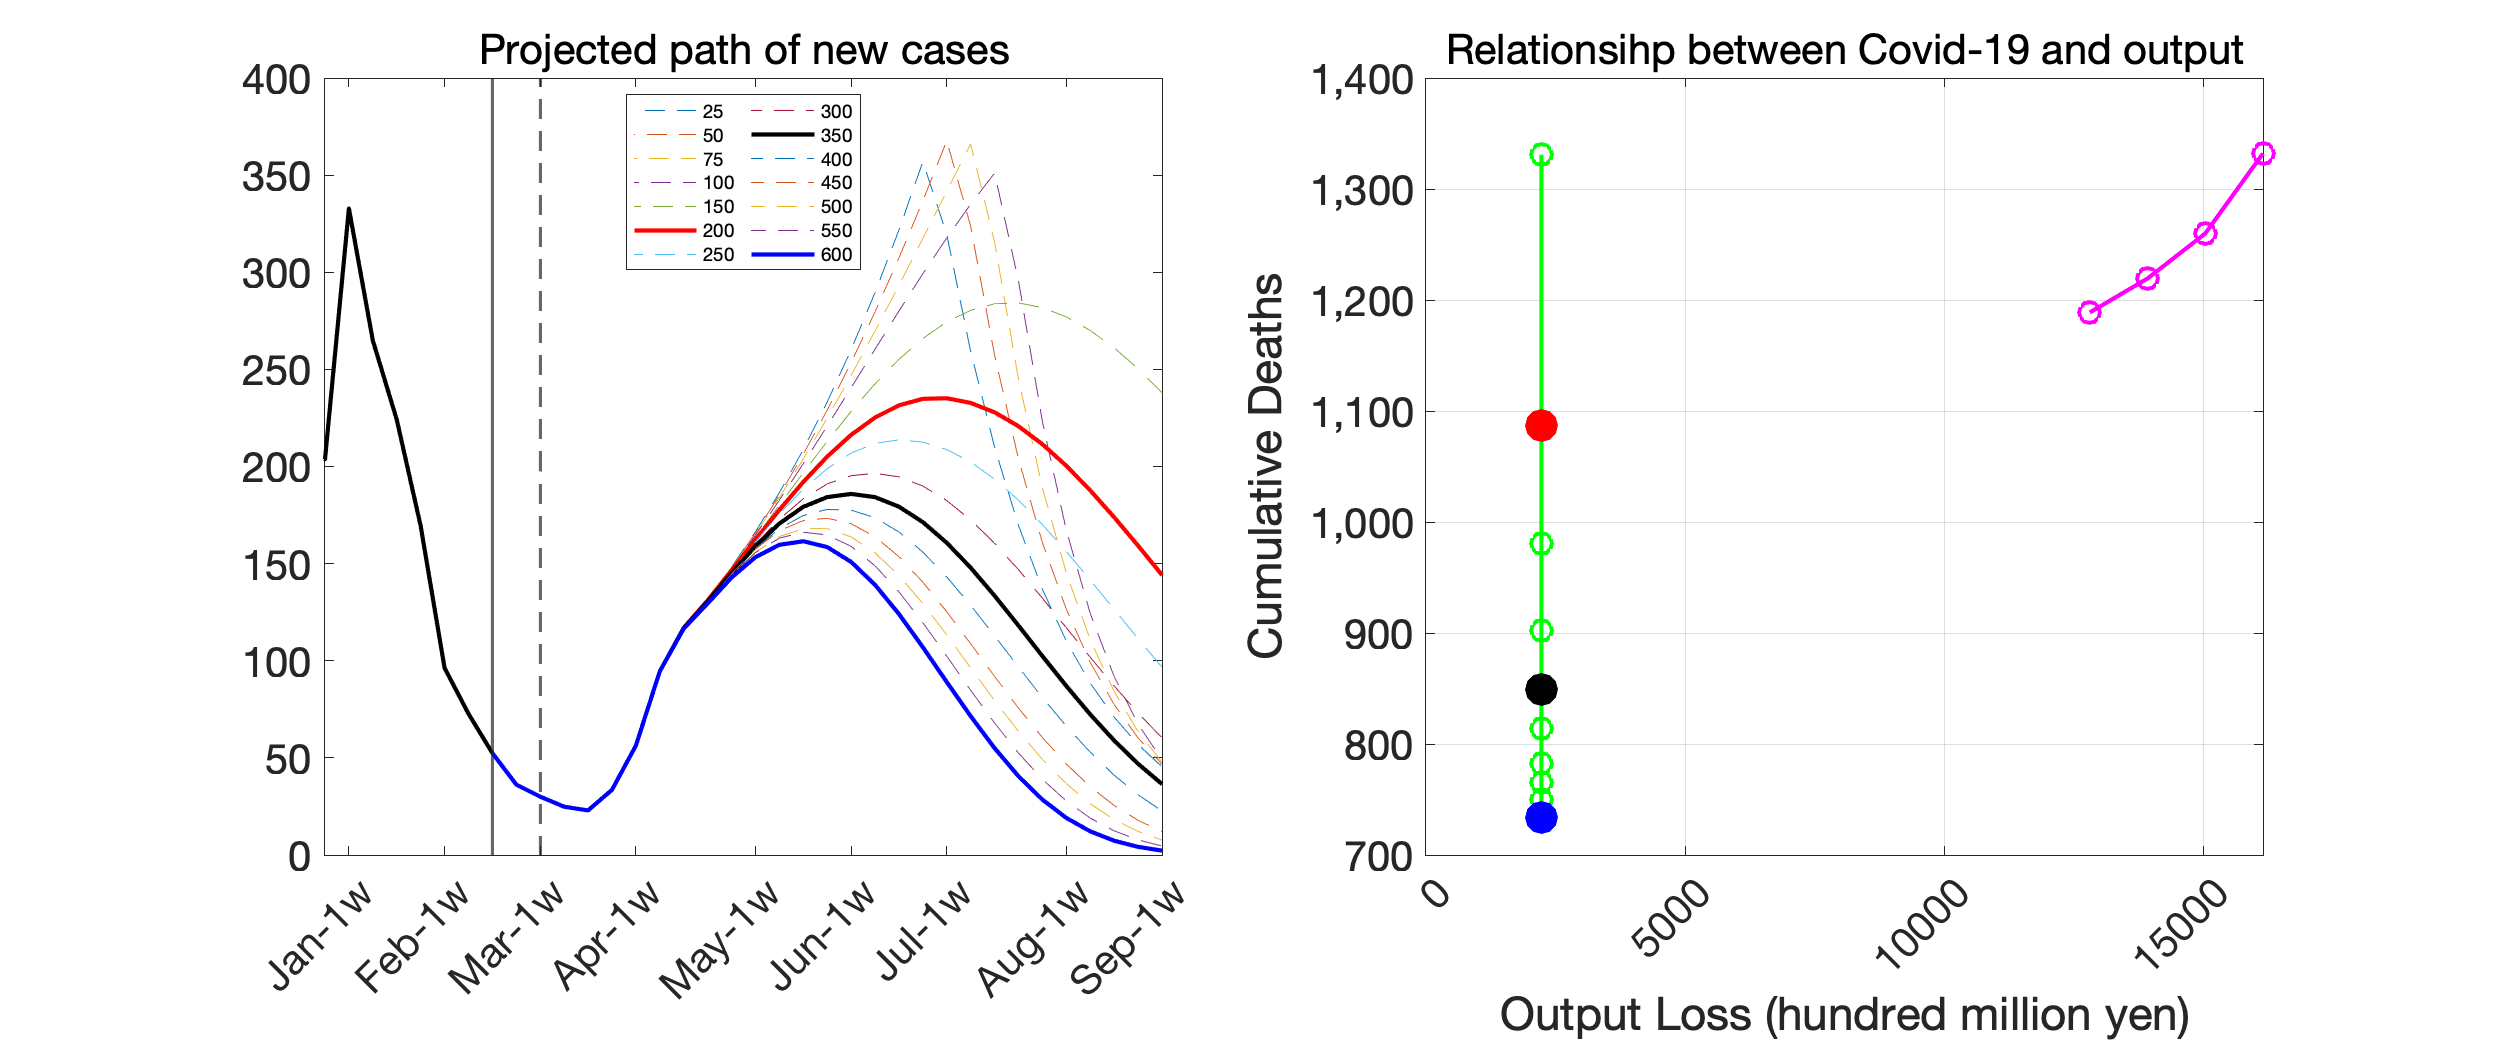 Projected path of new cases
400
350
300
250
200
150
100
50
0
25
50
75
100
150
200
250
300
350
400
450
500
550
600
Jan-1w
Feb-1w
Mar-1w
Apr-1w
May-1w
Jun-1w
Jul-1w
Aug-1w
Sep-1w
Relationsihp between Covid-19 and output
Cumulative Deaths
1,400
1,300
1,200
1,100
1,000
900
800
700
0
5000
10000
15000
Output Loss (hundred million yen)